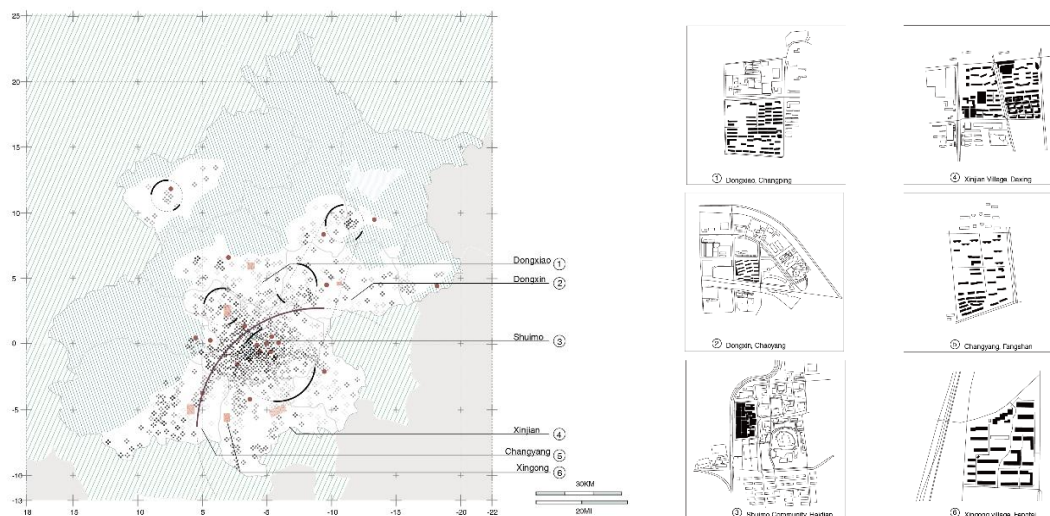 25
20
15
10
5
0
-5
-10
-13
18
15
10
5
0
-5
-10
-15
-20
-22
Dongxiao ①
Dongxin ②
Shuimo ③
Xinjian ④
Changyang ⑤
Xingong ⑥
30KM
20MI
① Dongxiao, Changping
② Dongxin, Chaoyang
③ Shuimo Community, Haidian
④ Xinjian Village, Daxing
⑤ Changyang, Fangshan
⑥ Xingong village, Fengtai